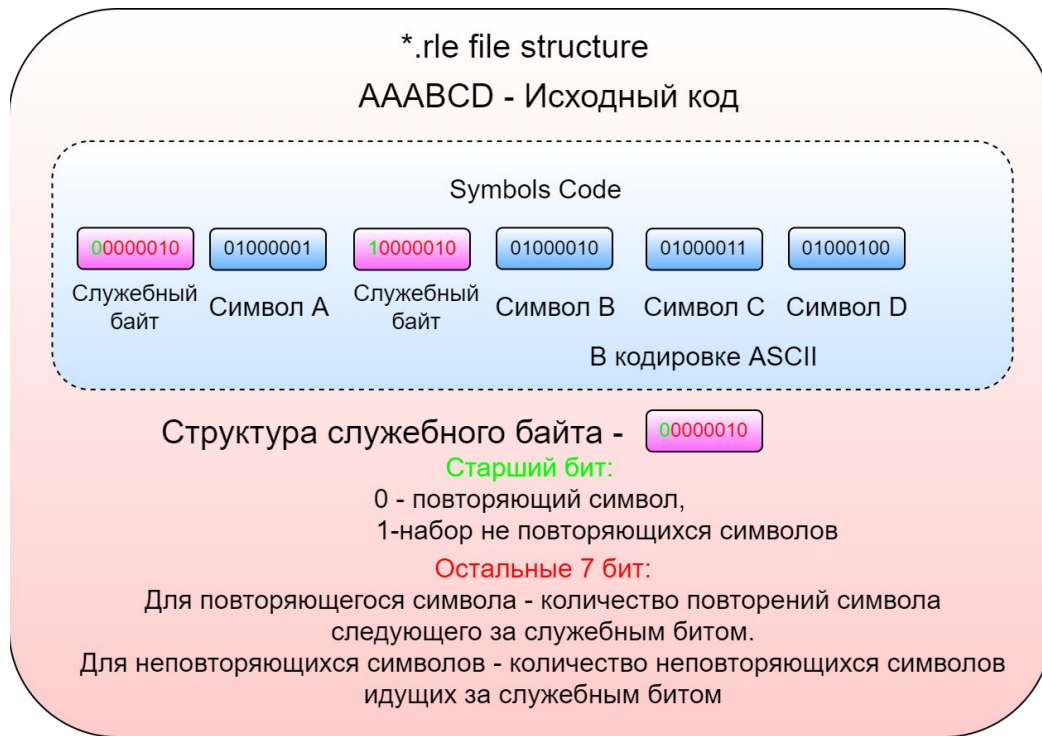 *.rle file structure
AAABCD - Исходный код
Symbols Code
00000010 01000001 10000010 01000010 01000011 01000100
Служебный байт Символ A Служебный байт Символ B Символ C Символ D
В кодировке ASCII
Структура служебного байта - 00000010
Старший бит:
0 - повторяющий символ,
1-набор не повторяющихся символов
Остальные 7 бит:
Для повторяющегося символа - количество повторений символа
следующего за служебным битом.
Для неповторяющихся символов - количество неповторяющихся символов
идущих за служебным битом